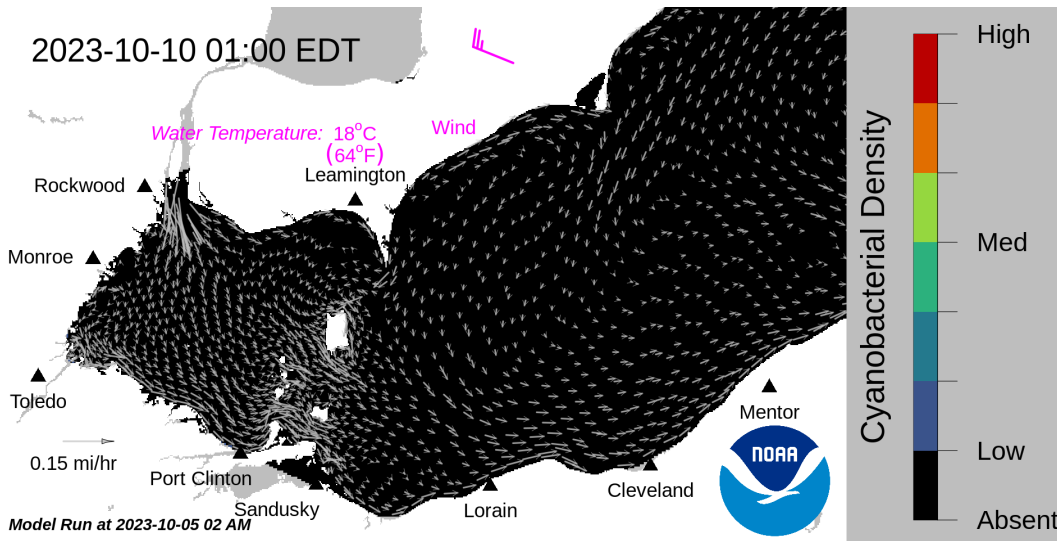 2023-10-10 01:00 EDT
High
Wind
Water Temperature: 18°C
(64°F)
Leamington
Rockwood
Monroe
Cyanobacterial Density
Med
Toledo
Mentor
NOAA
0.15 mi/hr
Port Clinton
Sandusky
Lorain
Cleveland
Low
Model Run at 2023-10-05 02 AM
Absent